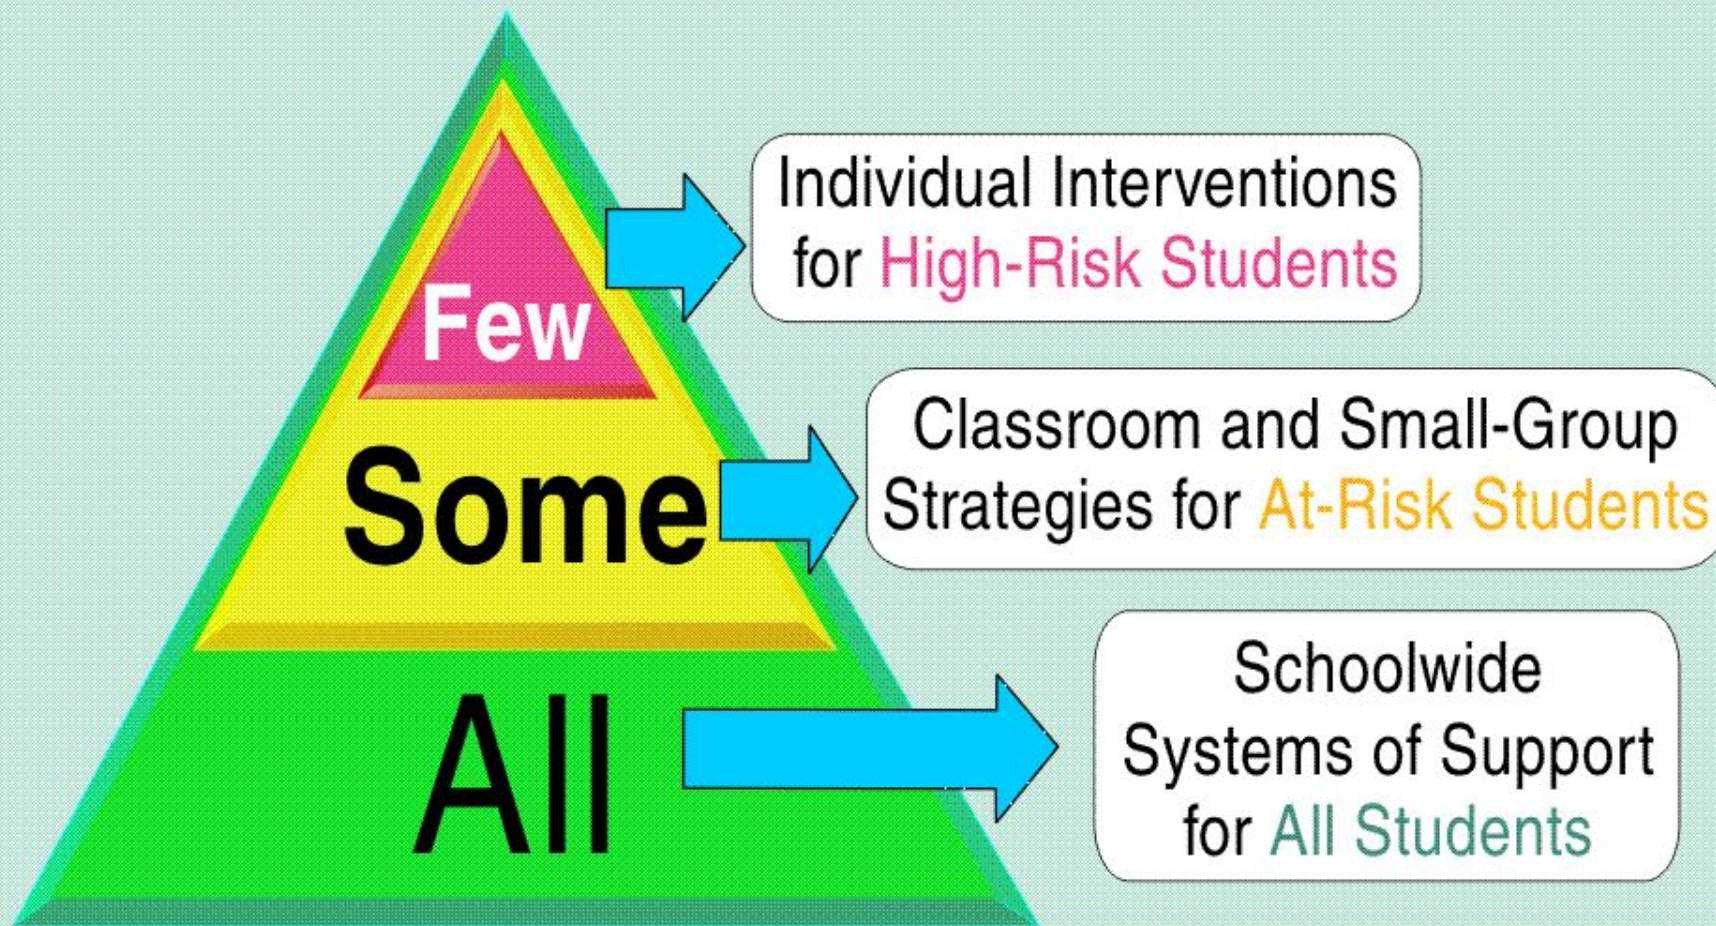 Few
Individual Interventions
for High-Risk Students
Some
Classroom and Small-Group
Strategies for At-Risk Students
All
Schoolwide
Systems of Support
for All Students